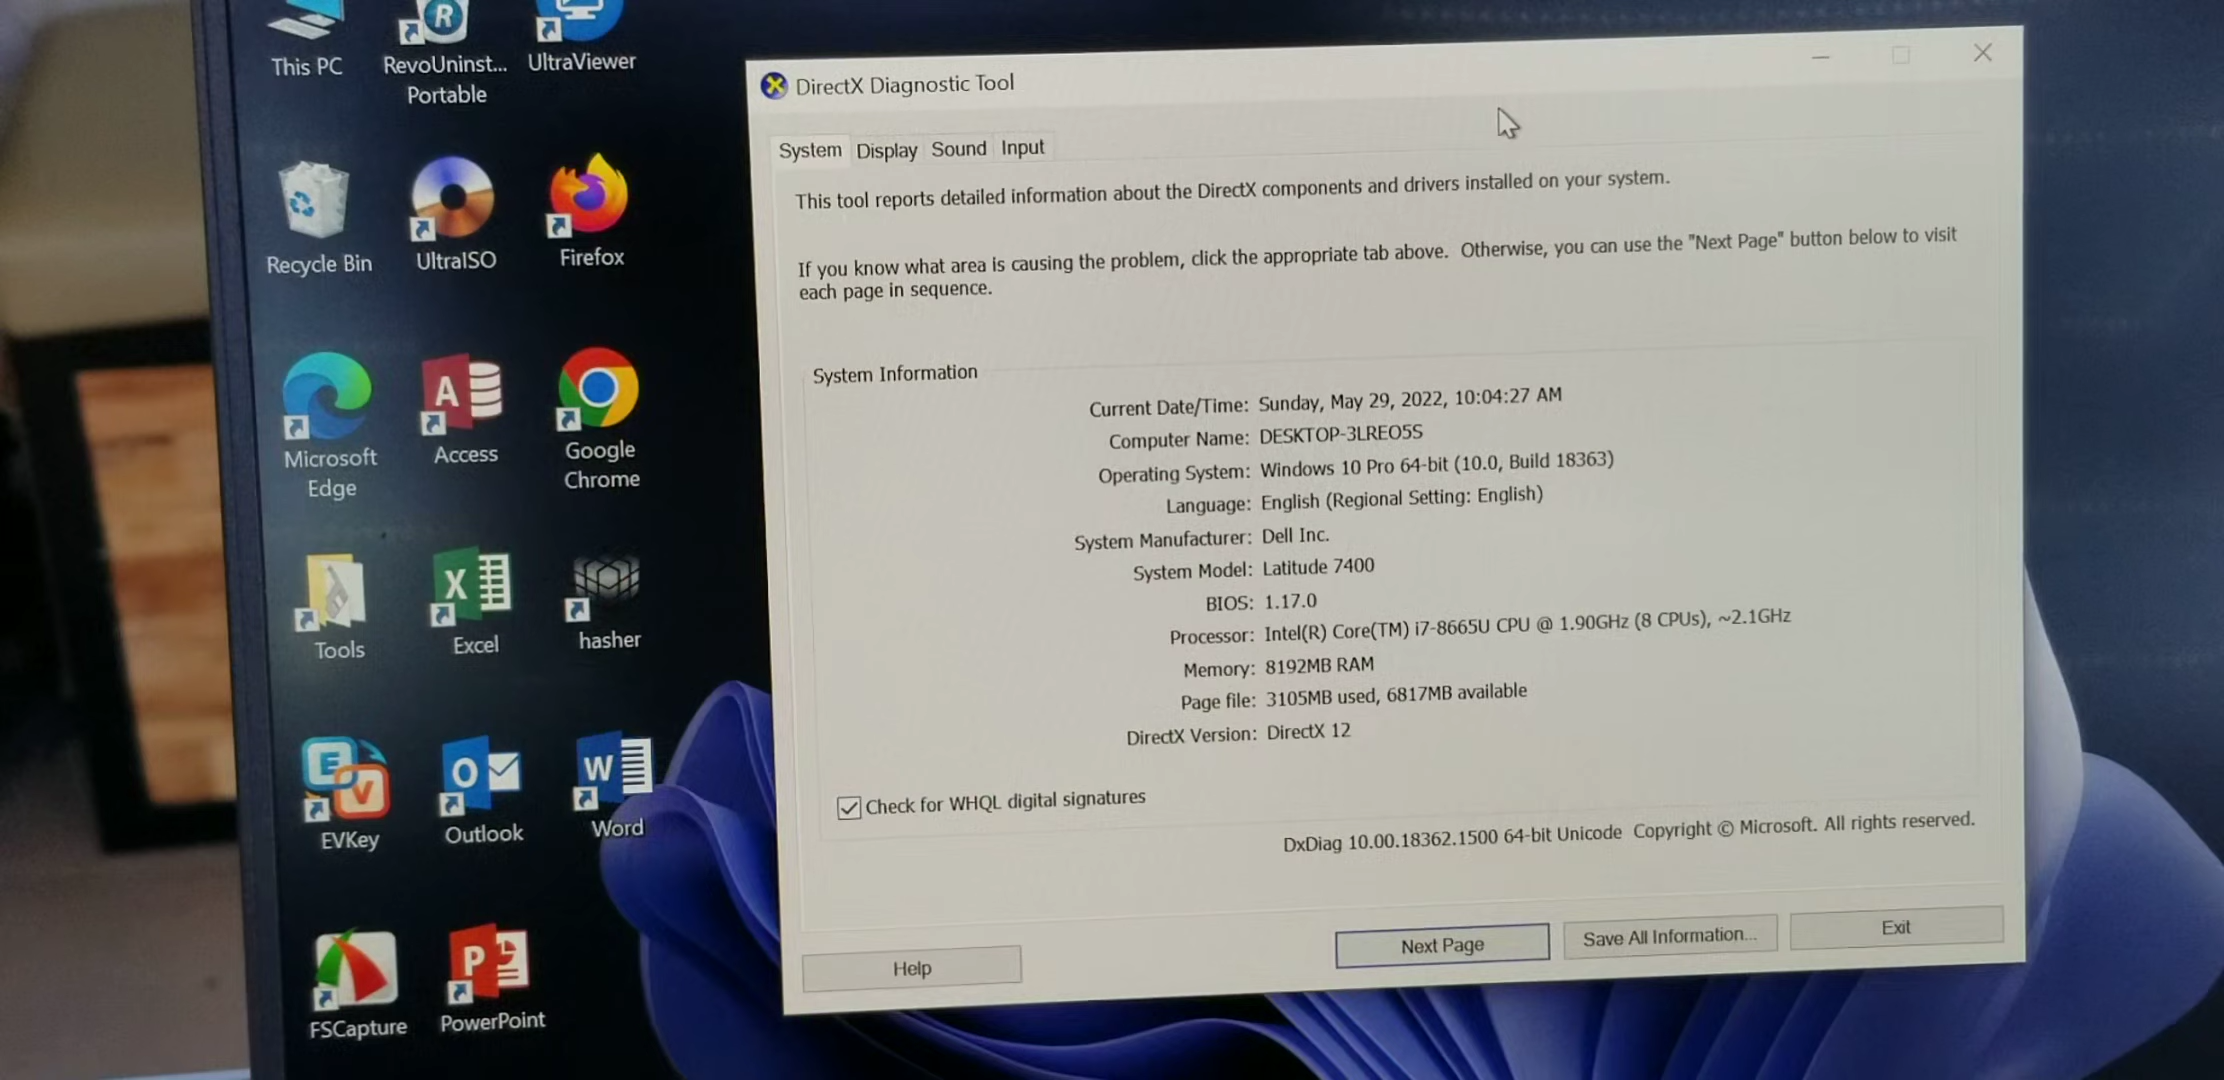 This PC
RevoUninst...
Portable
UltraViewer
Recycle Bin
UltraISO
Firefox
Microsoft
Edge
Access
Google
Chrome
Tools
Excel
hasher
EVKey
Outlook
Word
FSCapture
PowerPoint
DirectX Diagnostic Tool
System Display Sound Input
This tool reports detailed information about the DirectX components and drivers installed on your system.
If you know what area is causing the problem, click the appropriate tab above.  Otherwise, you can use the "Next Page" button below to visit
each page in sequence.
System Information
Current Date/Time: Sunday, May 29, 2022, 10:04:27 AM
Computer Name: DESKTOP-3LREO5S
Operating System: Windows 10 Pro 64-bit (10.0, Build 18363)
Language: English (Regional Setting: English)
System Manufacturer: Dell Inc.
System Model: Latitude 7400
BIOS: 1.17.0
Processor: Intel(R) Core(TM) i7-8665U CPU @ 1.90GHz (8 CPUs), ~2.1GHz
Memory: 8192MB RAM
Page file: 3105MB used, 6817MB available
DirectX Version: DirectX 12
Check for WHQL digital signatures
DxDiag 10.00.18362.1500 64-bit Unicode  Copyright © Microsoft. All rights reserved.
Help
Next Page
Save All Information...
Exit